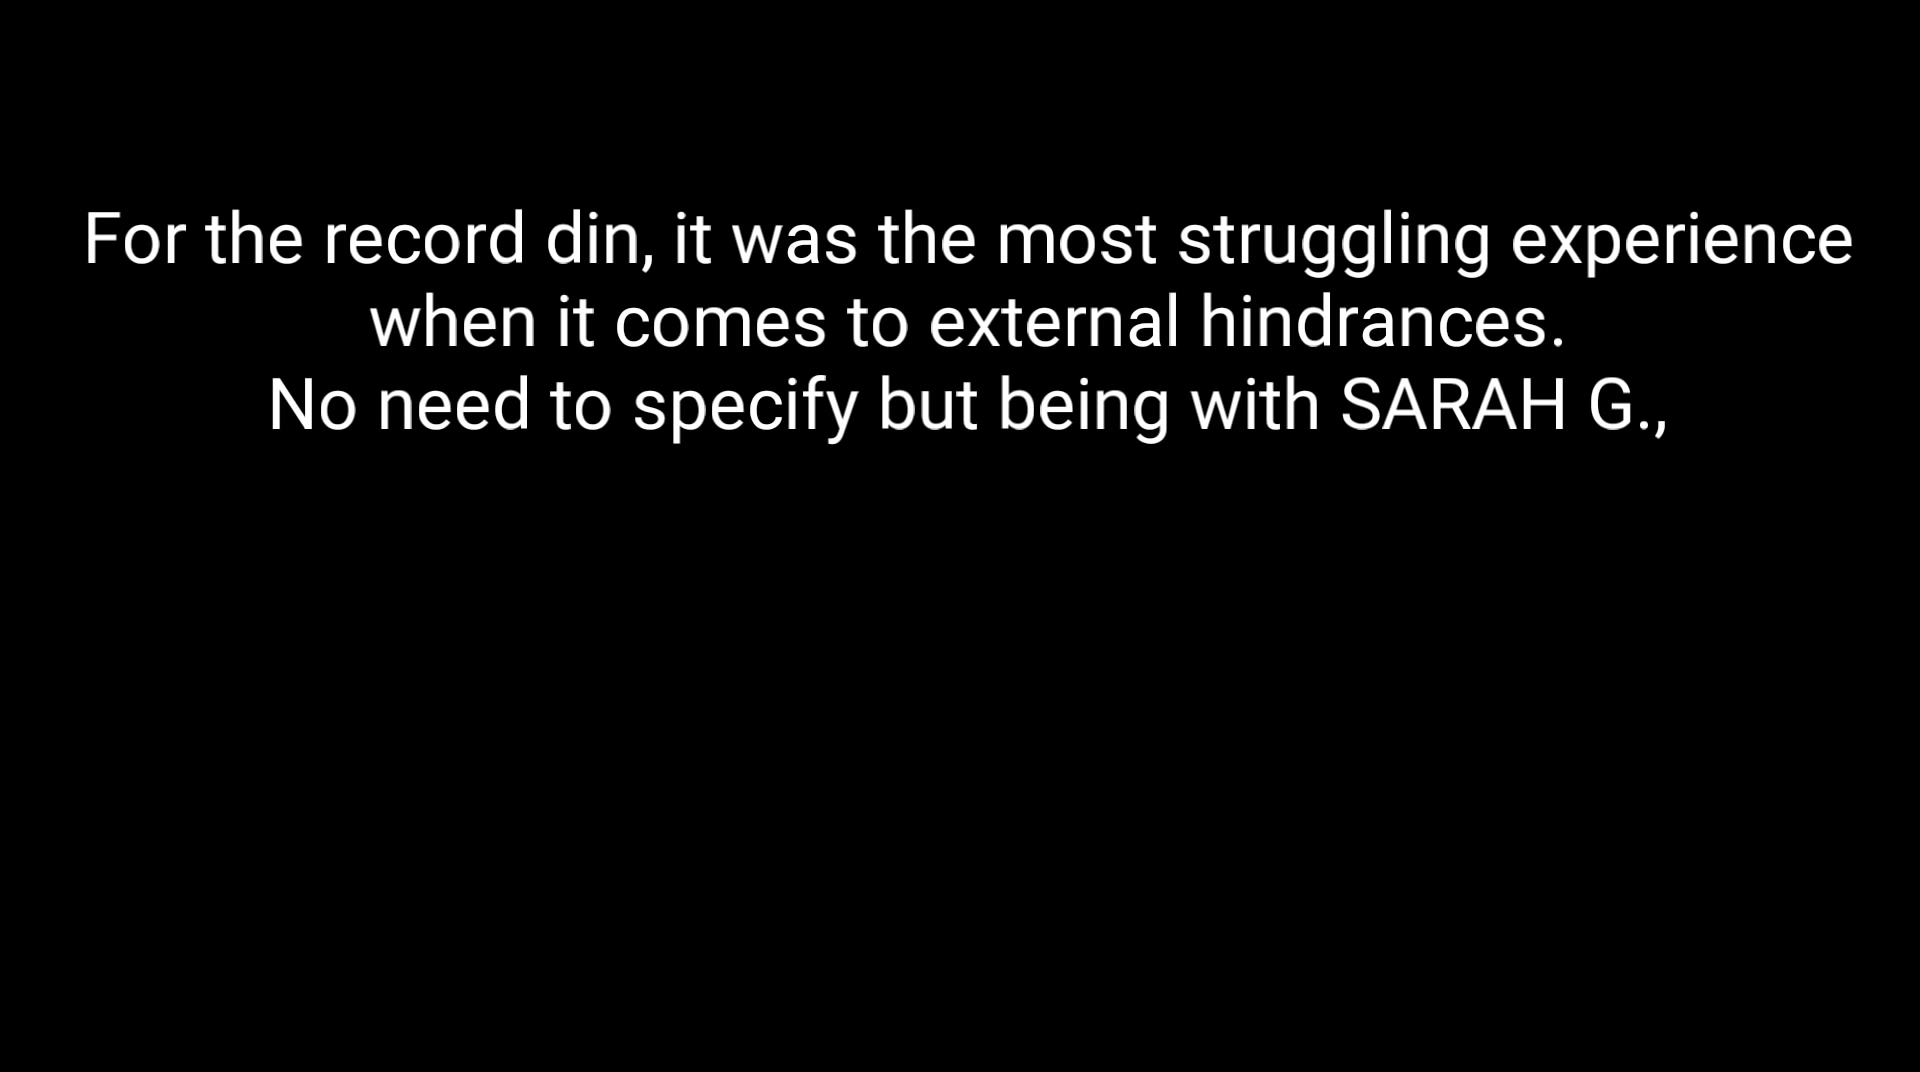 For the record din, it was the most struggling experience
when it comes to external hindrances.
No need to specify but being with SARAH G.,